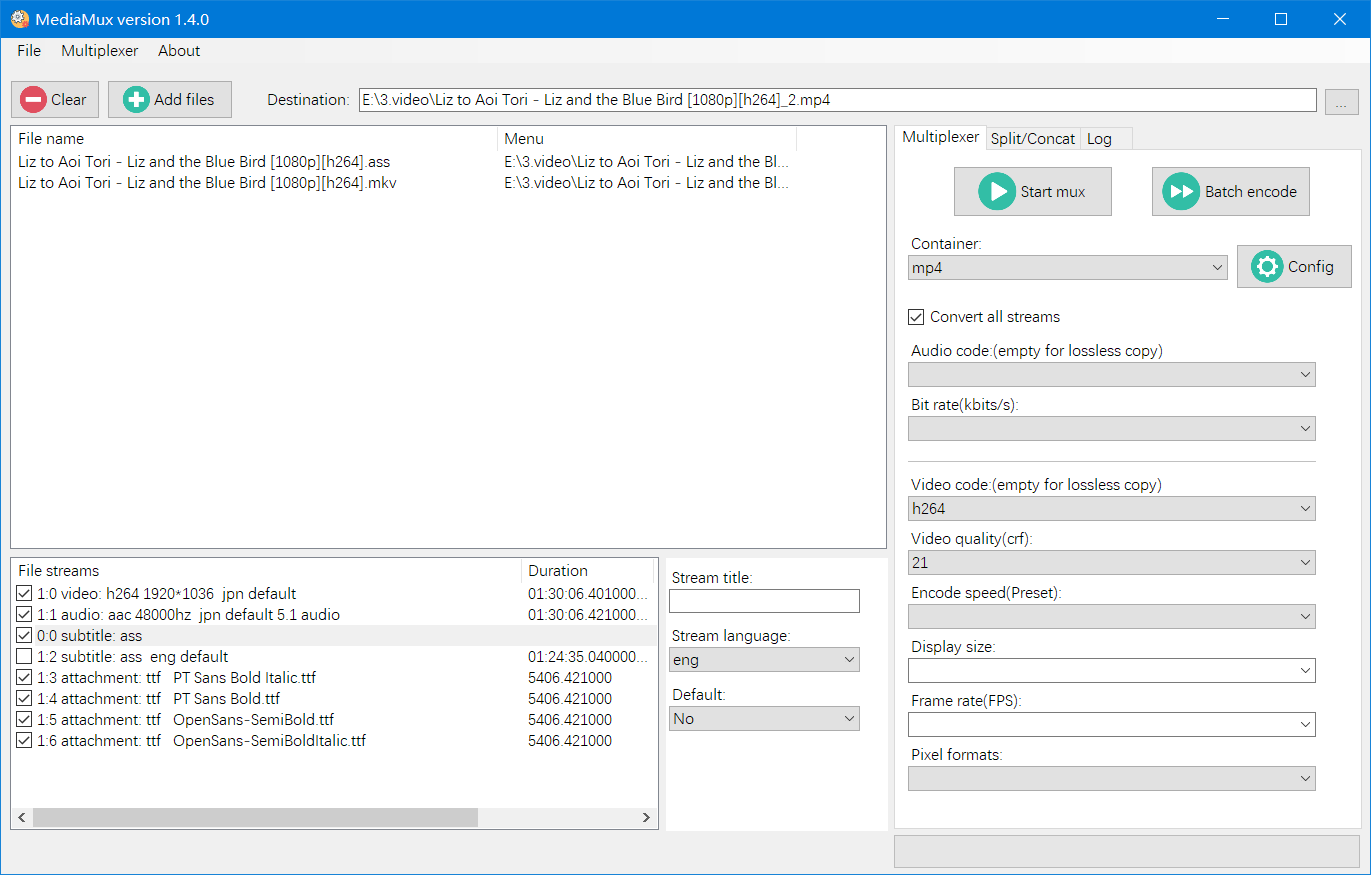 MediaMux version 1.4.0
File Multiplexer About
Clear Add files Destination: E:\3.video\Liz to Aoi Tori - Liz and the Blue Bird [1080p][h264]_2.mp4 ...
File name Menu
Liz to Aoi Tori - Liz and the Blue Bird [1080p][h264].ass E:\3.video\Liz to Aoi Tori - Liz and the Bl...
Liz to Aoi Tori - Liz and the Blue Bird [1080p][h264].mkv E:\3.video\Liz to Aoi Tori - Liz and the Bl...
File streams Duration
1:0 video: h264 1920*1036 jpn default 01:30:06.401000...
1:1 audio: aac 48000hz jpn default 5.1 audio 01:30:06.421000...
0:0 subtitle: ass
1:2 subtitle: ass eng default 01:24:35.040000...
1:3 attachment: ttf PT Sans Bold Italic.ttf 5406.421000
1:4 attachment: ttf PT Sans Bold.ttf 5406.421000
1:5 attachment: ttf OpenSans-SemiBold.ttf 5406.421000
1:6 attachment: ttf OpenSans-SemiBoldItalic.ttf 5406.421000
Stream title:
Stream language:
eng
Default:
No
Multiplexer Split/Concat Log
Start mux Batch encode
Container:
mp4
Config
Convert all streams
Audio code:(empty for lossless copy)
Bit rate(kbits/s):
Video code:(empty for lossless copy)
h264
Video quality(crf):
21
Encode speed(Preset):
Display size:
Frame rate(FPS):
Pixel formats: